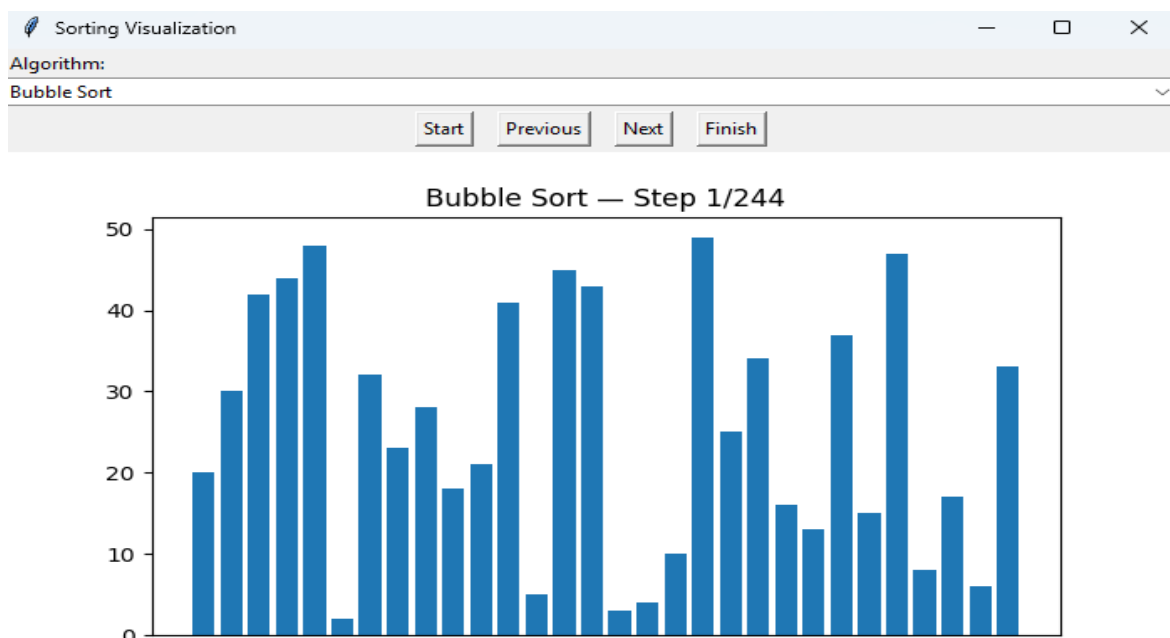 Sorting Visualization
Algorithm:
Bubble Sort
Start Previous Next Finish
Bubble Sort — Step 1/244
50
40
30
20
10
0